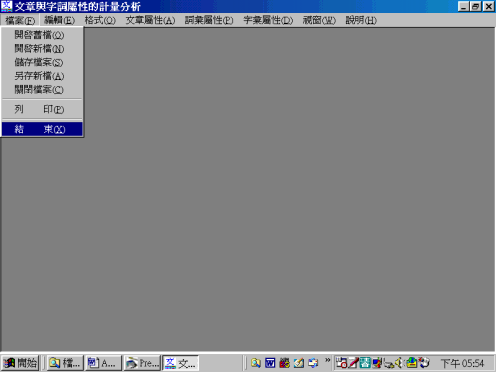 文章與字詞屬性的計量分析
檔案(F) 編輯(E) 格式(O) 文章屬性(A) 詞彙屬性(P) 字彙屬性(D) 視窗(W) 說明(H)
開啟舊檔(O)
開啟新檔(N)
儲存檔案(S)
另存新檔(A)
關閉檔案(C)
列 印(P)
結 束(X)
開始 檔... A... Pre... 文... 下午 05:54